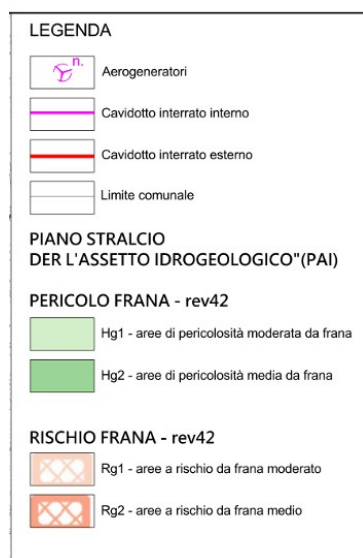 LEGENDA
n.
Aerogeneratori
Cavidotto interrato interno
Cavidotto interrato esterno
Limite comunale
PIANO STRALCIO
DER L'ASSETTO IDROGEOLOGICO"(PAI)
PERICOLO FRANA - rev42
Hg1 - aree di pericolosità moderata da frana
Hg2 - aree di pericolosità media da frana
RISCHIO FRANA - rev42
Rg1 - aree a rischio da frana moderato
Rg2 - aree a rischio da frana medio